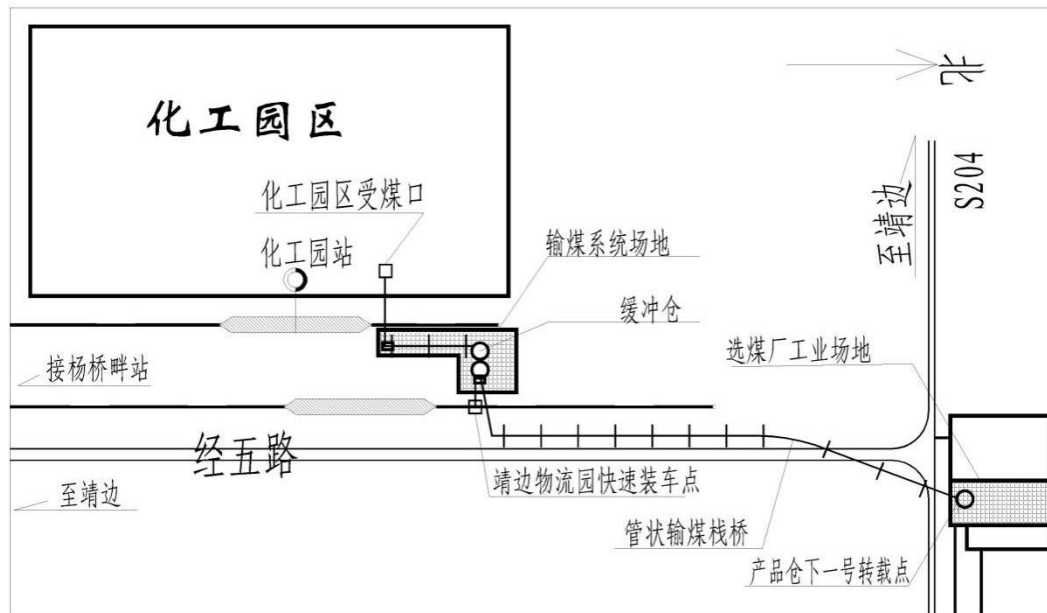 北
化工园区
S204
化工园区受煤口
至靖边
输煤系统场地
化工园站
缓冲仓
选煤厂工业场地
接杨桥畔站
经五路
靖边物流园快速装车点
至靖边
管状输煤栈桥
产品仓下一号转载点